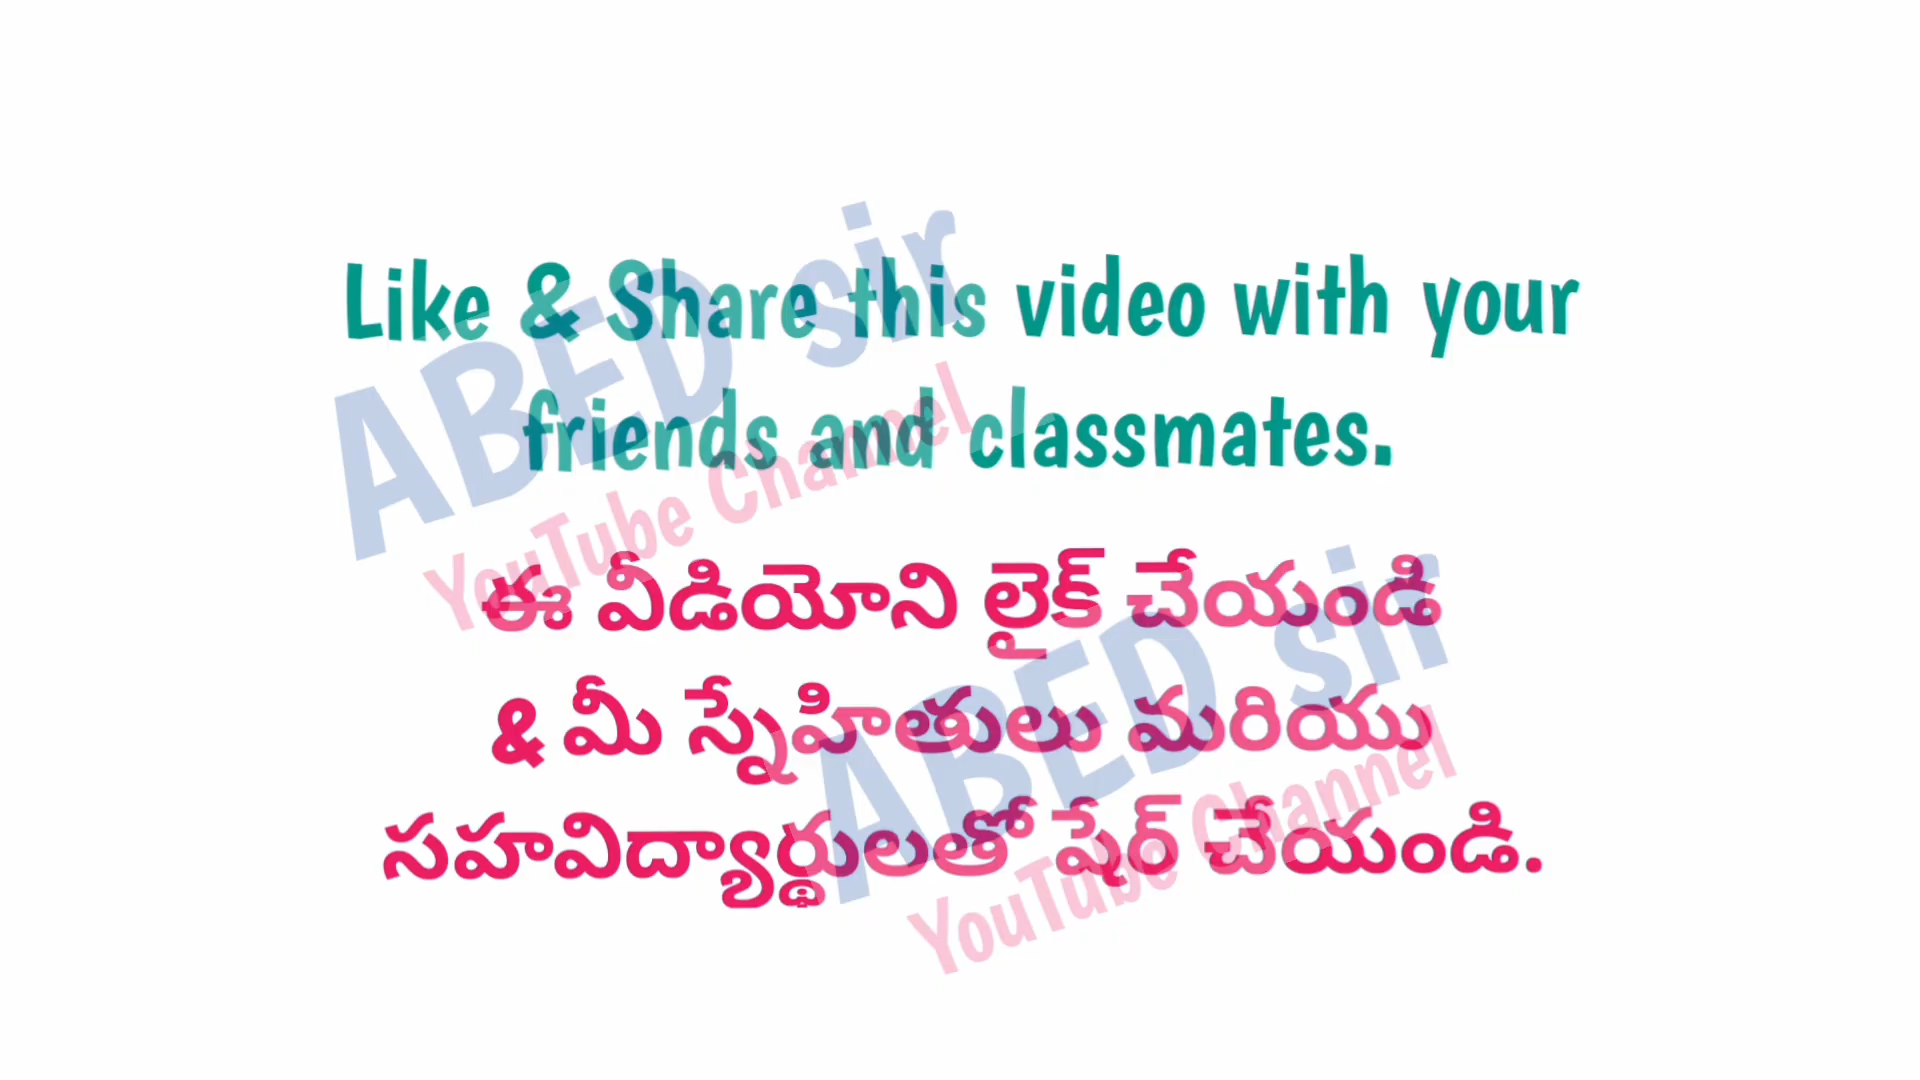 Like & Share this video with your
friends and classmates.
ఈ వీడియోని లైక్ చేయండి
& మీ స్నేహితులు మరియు
సహవిద్యార్థులతో షేర్ చేయండి.
ABED sir
YouTube Channel
ABED sir
YouTube Channel